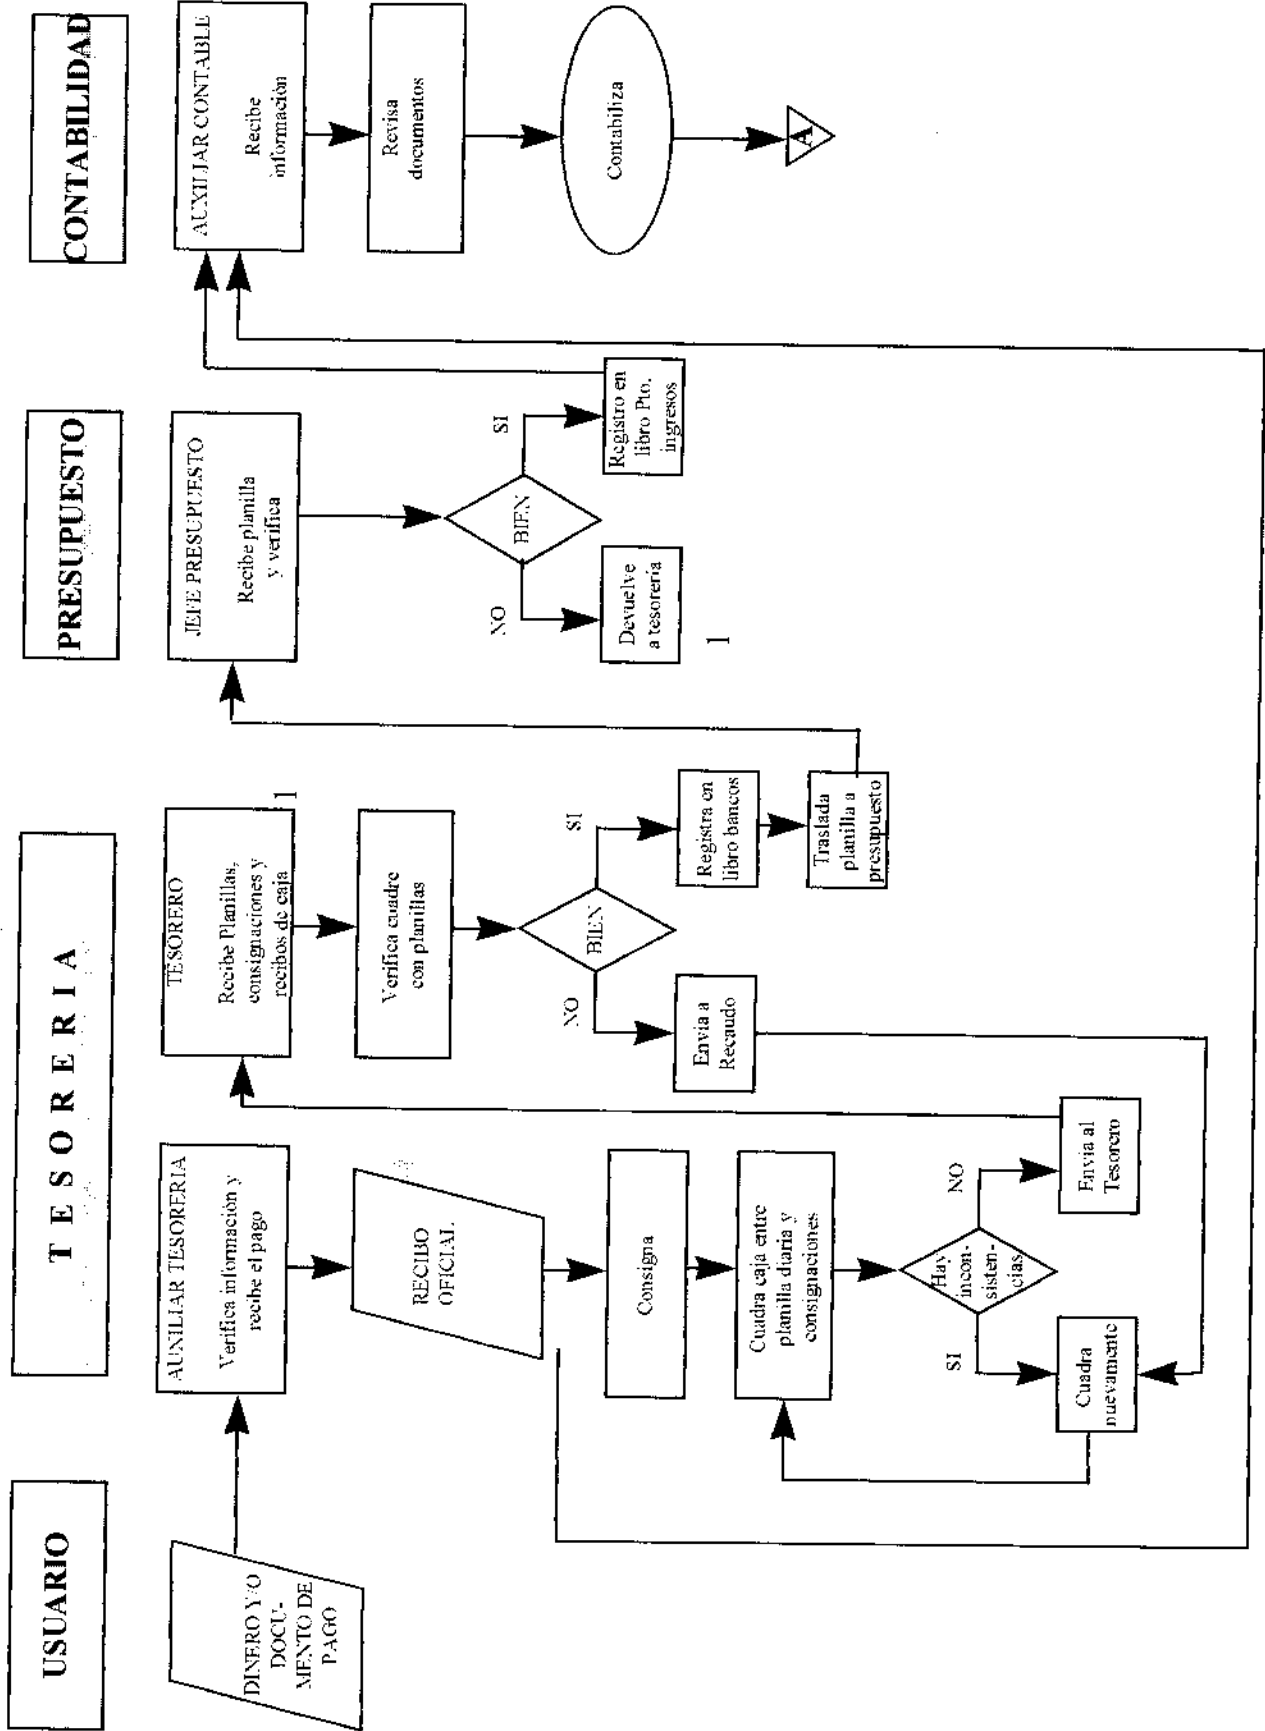 USUARIO
T E S O R E R I A
PRESUPUESTO
CONTABILIDAD
DINERO Y/O
DOCU-
MENTO DE
PAGO
AUXILIAR TESORERIA
Verifica información y
recibe el pago
RECIBO
OFICIAL
Consigna
Cuadra caja entre
planilla diaria y
consignaciones
Hay
incon-
sisten-
cias
SI
NO
Cuadra
nuevamente
Envia al
Tesorero
TESORERO
Recibe Planillas,
consignaciones y
recibos de caja
1
Verifica cuadre
con planillas
BIEN
NO
SI
Envia a
Recaudo
Registra en
libro bancos
Traslada
planilla a
presupuesto
JEFE PRESUPUESTO
Recibe planilla
y verifica
BIEN
NO
SI
Devuelve
a tesorería
1
Registro en
libro Pto.
ingresos
AUXILIAR CONTABLE
Recibe
información
Revisa
documentos
Contabiliza
A